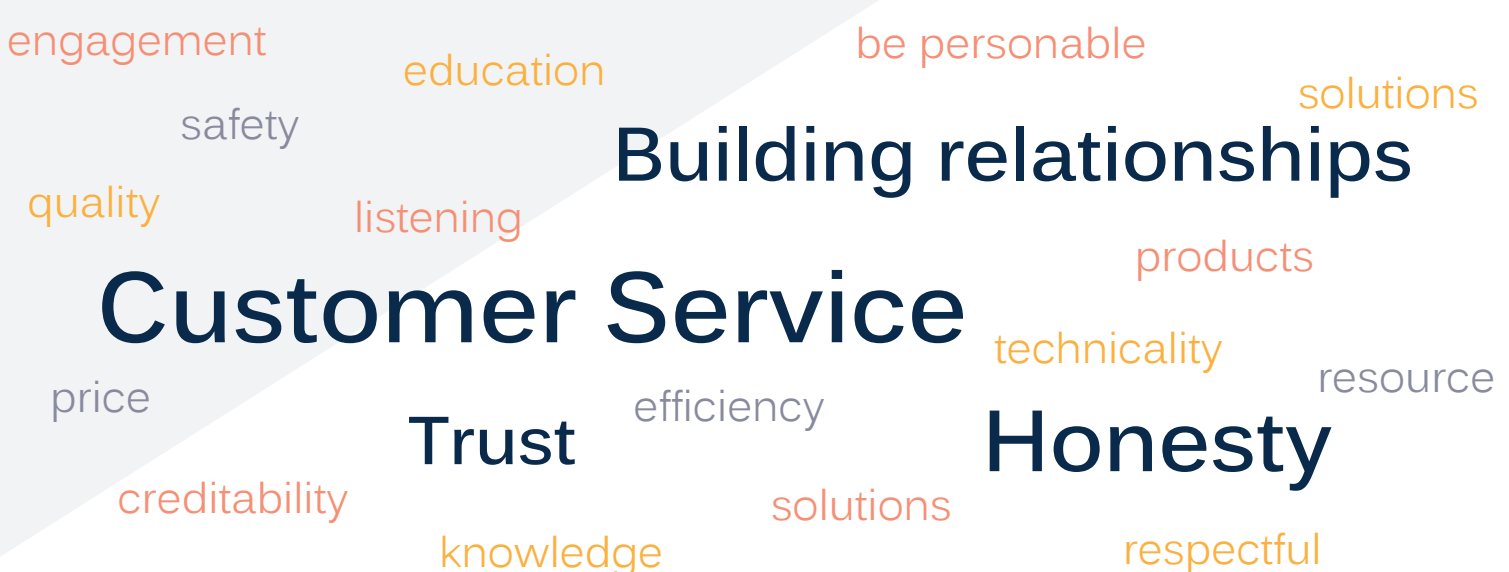 engagement
be personable
education
solutions
safety
Building relationships
quality
listening
products
Customer Service
technicality
resource
price
efficiency
Trust
Honesty
creditability
solutions
knowledge
respectful